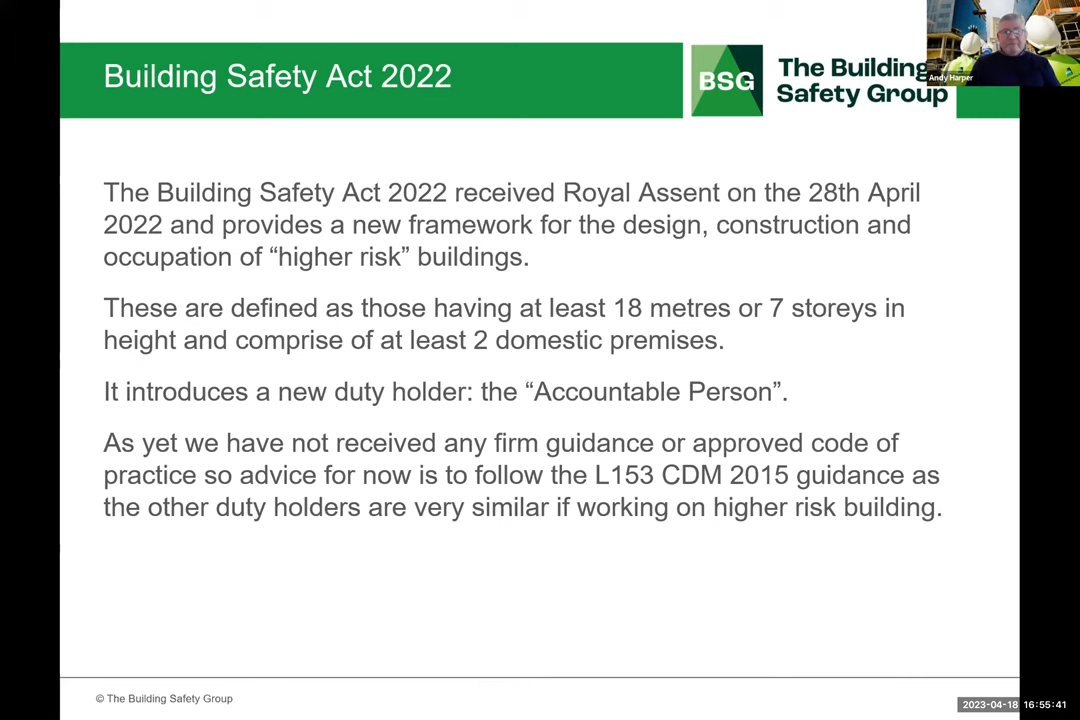 Building Safety Act 2022
BSG
The Building
Safety Group
Andy Harper
The Building Safety Act 2022 received Royal Assent on the 28th April
2022 and provides a new framework for the design, construction and
occupation of “higher risk” buildings.
These are defined as those having at least 18 metres or 7 storeys in
height and comprise of at least 2 domestic premises.
It introduces a new duty holder: the “Accountable Person”.
As yet we have not received any firm guidance or approved code of
practice so advice for now is to follow the L153 CDM 2015 guidance as
the other duty holders are very similar if working on higher risk building.
© The Building Safety Group
2023-04-18 16:55:41